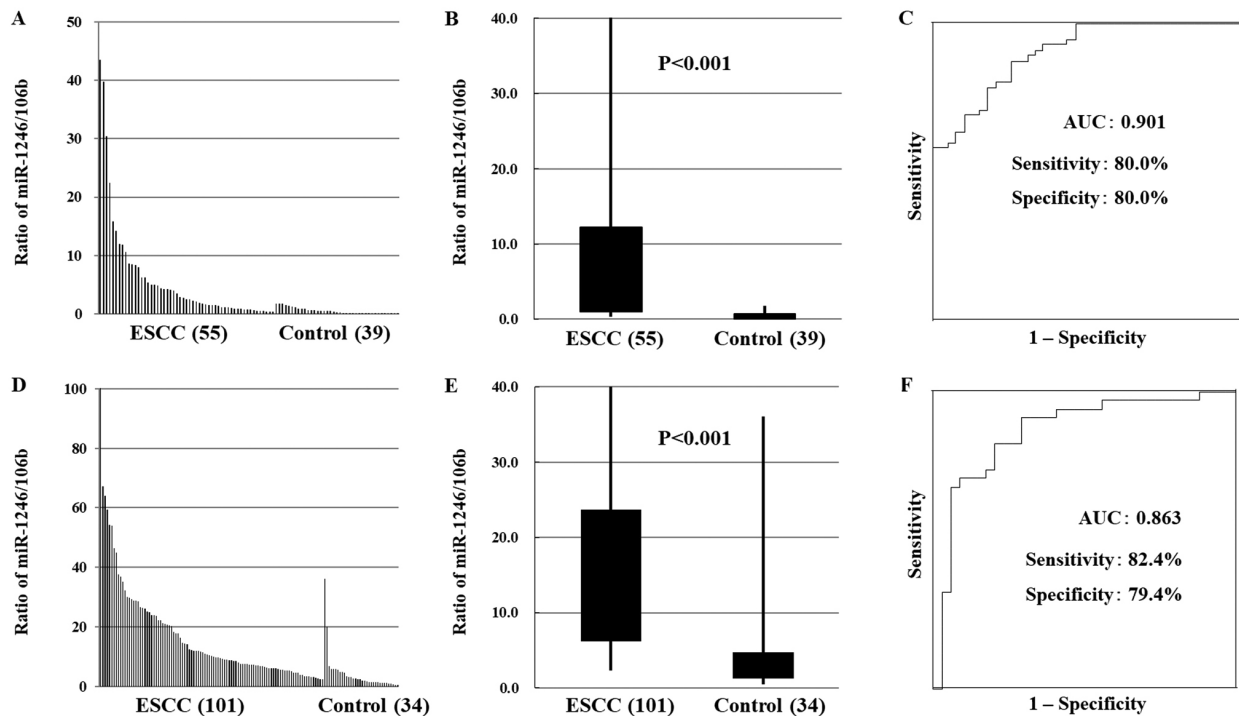 A
Ratio of miR-1246/106b
50
40
30
20
10
0
ESCC (55)
Control (39)
B
Ratio of miR-1246/106b
40.0
30.0
20.0
10.0
0.0
P<0.001
ESCC (55)
Control (39)
C
Sensitivity
AUC: 0.901
Sensitivity: 80.0%
Specificity: 80.0%
1 – Specificity
D
Ratio of miR-1246/106b
100
80
60
40
20
0
ESCC (101)
Control (34)
E
Ratio of miR-1246/106b
40.0
30.0
20.0
10.0
0.0
P<0.001
ESCC (101)
Control (34)
F
Sensitivity
AUC: 0.863
Sensitivity: 82.4%
Specificity: 79.4%
1 – Specificity